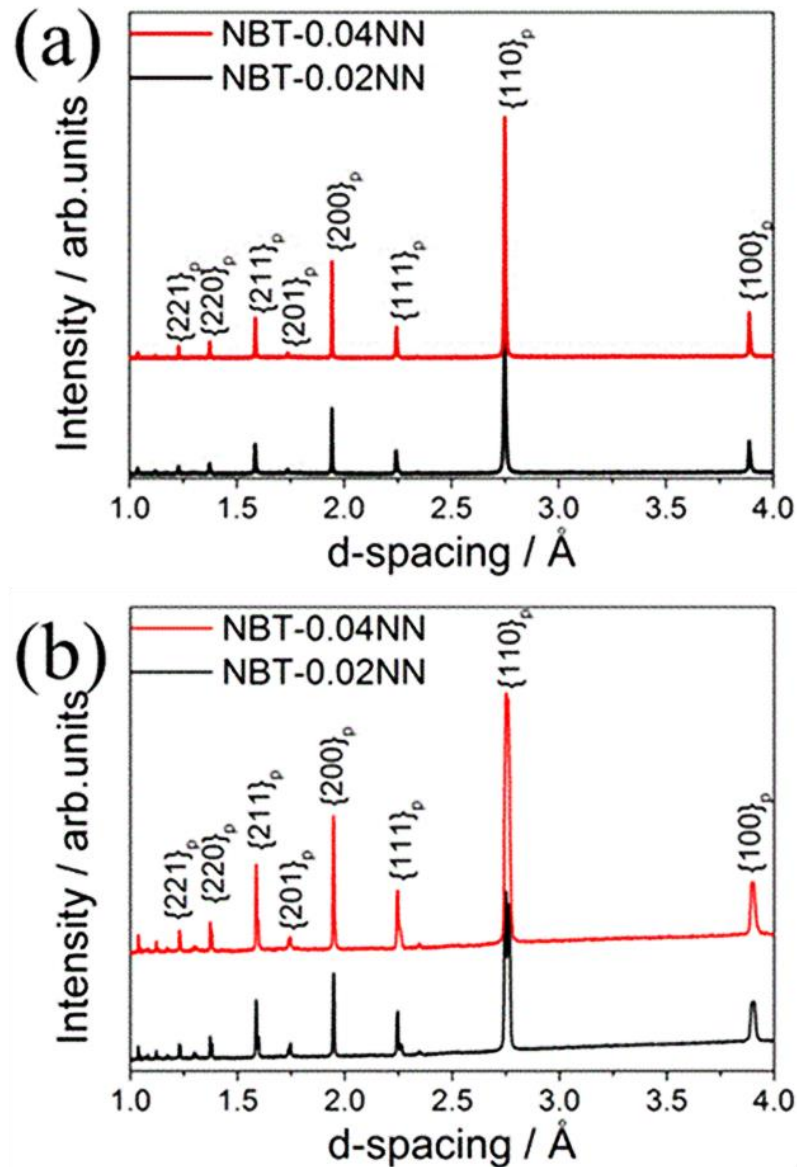 (a)
NBT-0.04NN
NBT-0.02NN
{221}p
{220}p
{211}p
{201}p
{200}p
{111}p
{110}p
{100}p
Intensity / arb.units
1.0 1.5 2.0 2.5 3.0 3.5 4.0
d-spacing / Å
(b)
NBT-0.04NN
NBT-0.02NN
{221}p
{220}p
{211}p
{201}p
{200}p
{111}p
{110}p
{100}p
Intensity / arb.units
1.0 1.5 2.0 2.5 3.0 3.5 4.0
d-spacing / Å